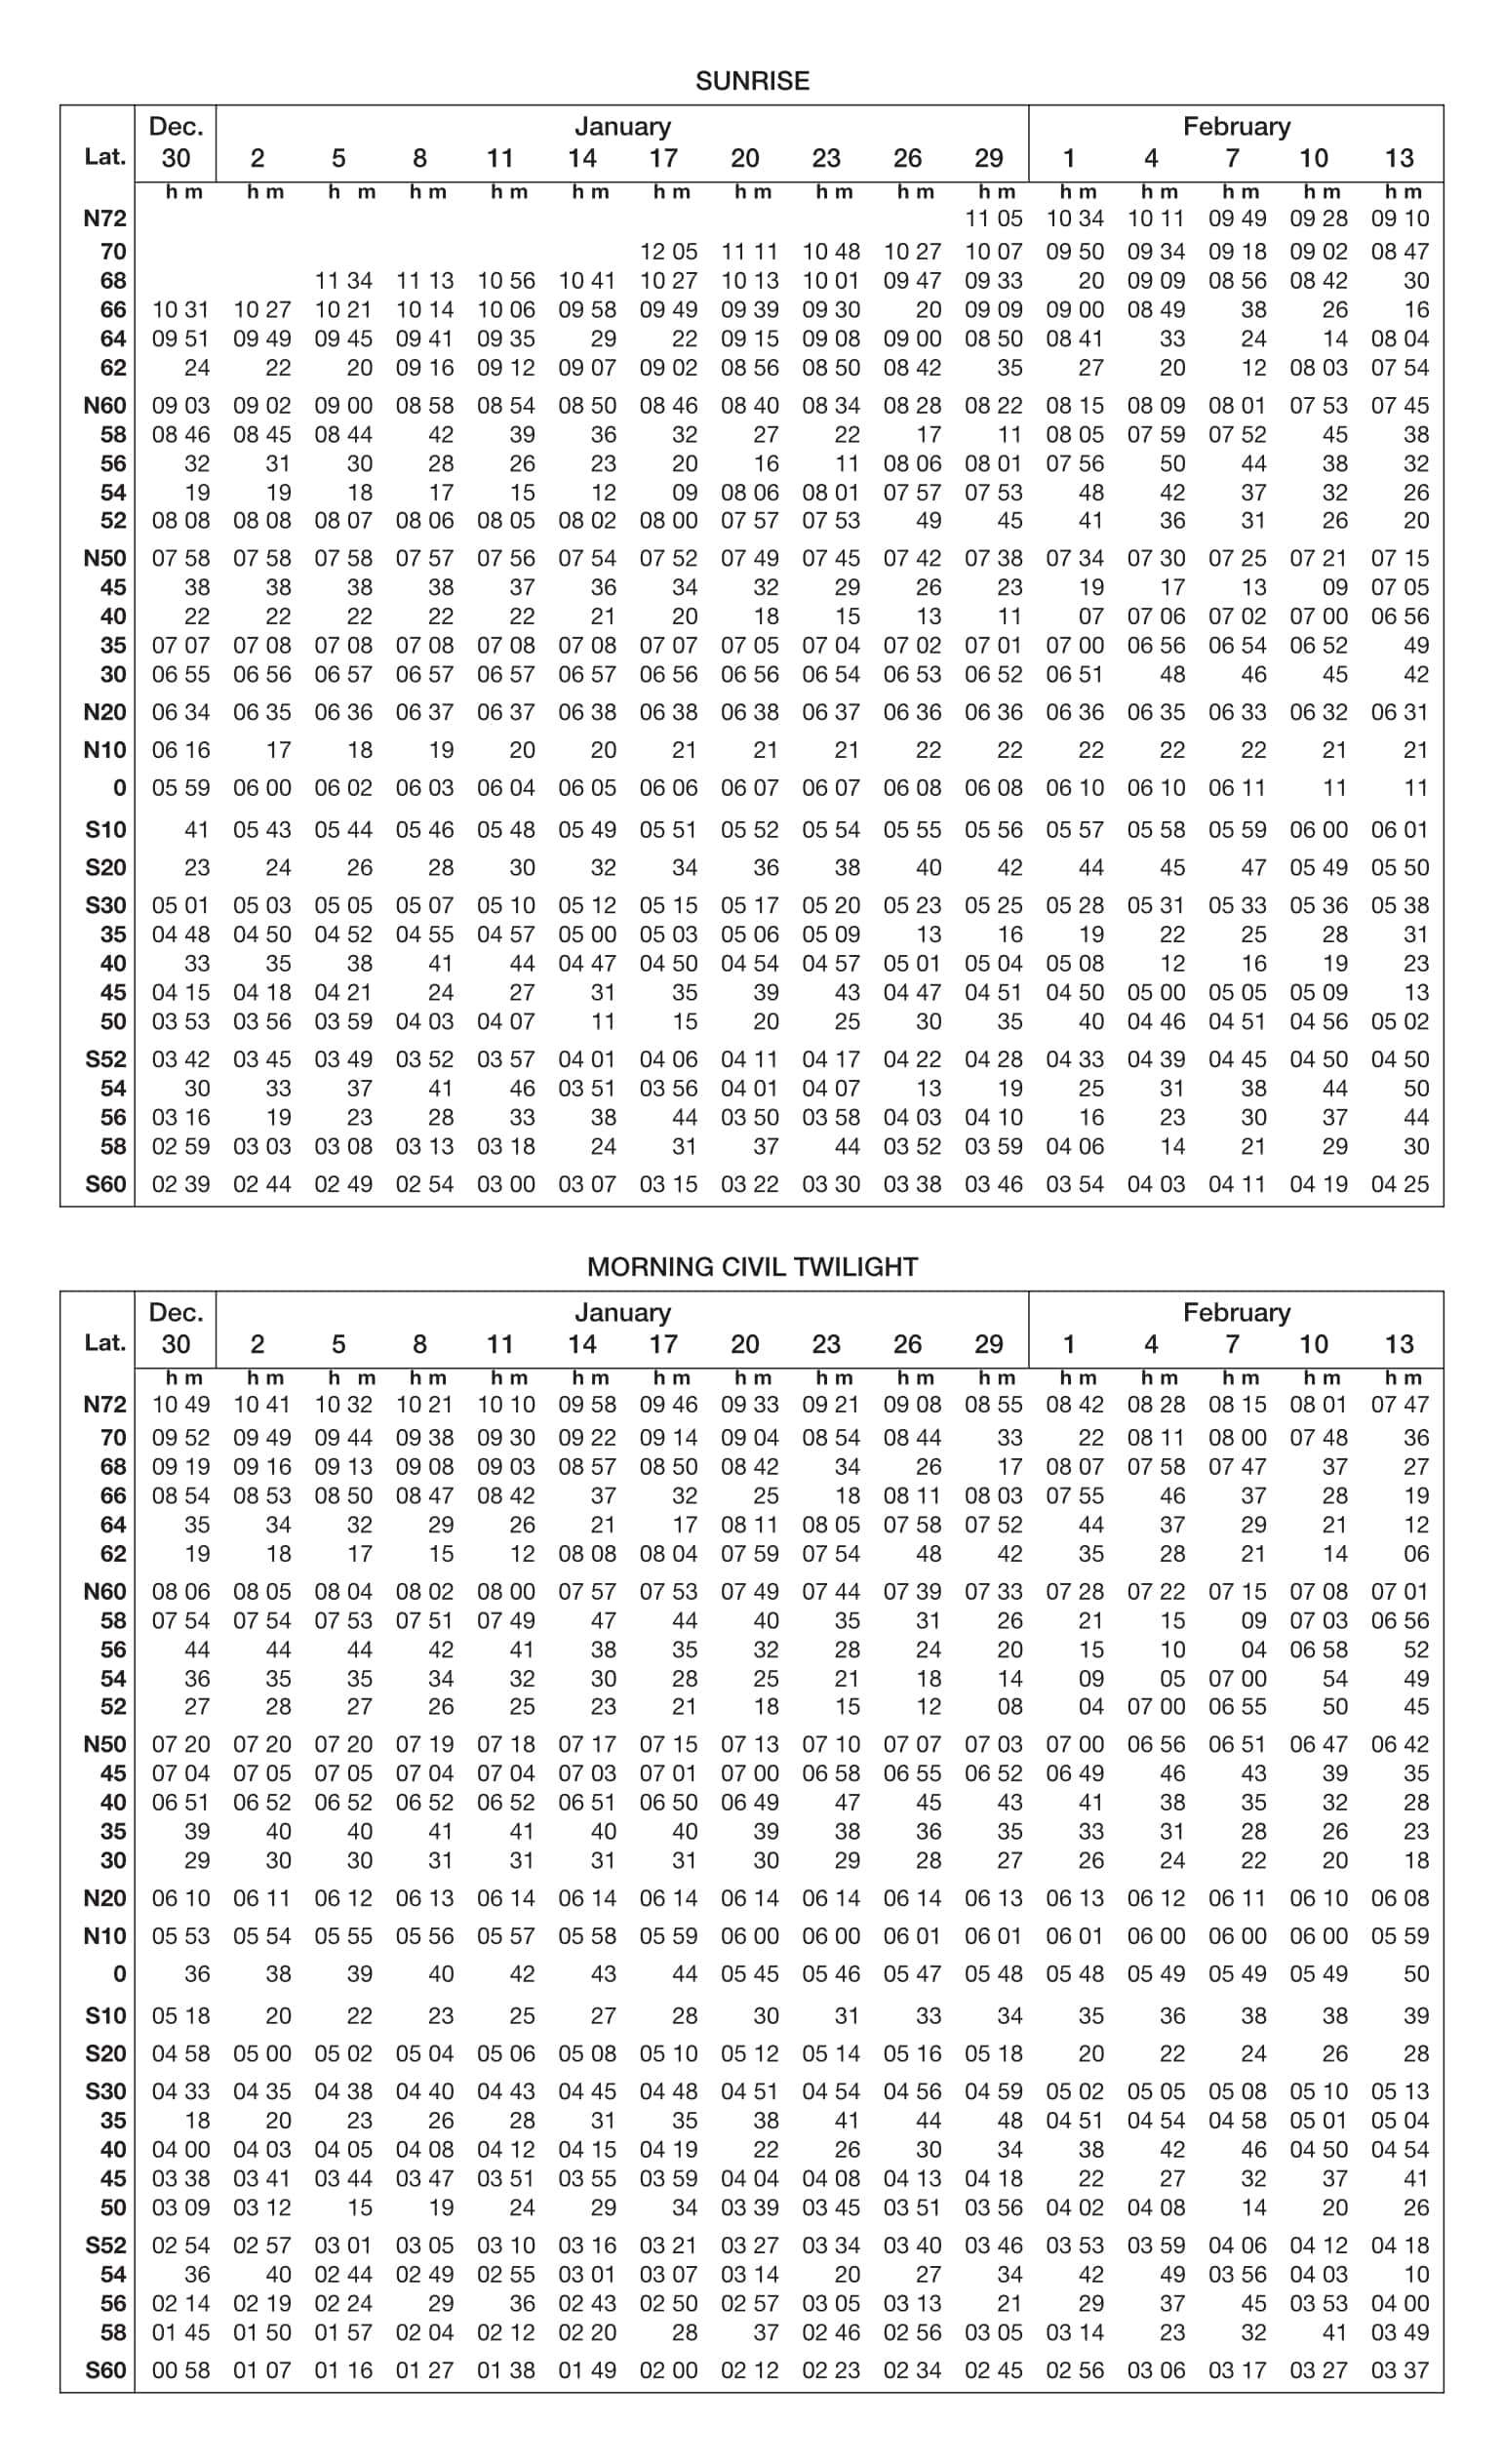 SUNRISE
Dec. January February
Lat. 30 2 5 8 11 14 17 20 23 26 29 1 4 7 10 13
h m h m h m h m h m h m h m h m h m h m h m h m h m h m h m h m
N72 11 05 10 34 10 11 09 49 09 28 09 10
70 12 05 11 11 10 48 10 27 10 07 09 50 09 34 09 18 09 02 08 47
68 11 34 11 13 10 56 10 41 10 27 10 13 10 01 09 47 09 33 20 09 09 08 56 08 42 30
66 10 31 10 27 10 21 10 14 10 06 09 58 09 49 09 39 09 30 20 09 09 09 00 08 49 38 26 16
64 09 51 09 49 09 45 09 41 09 35 29 22 09 15 09 08 09 00 08 50 08 41 33 24 14 08 04
62 24 22 20 09 16 09 12 09 07 09 02 08 56 08 50 08 42 35 27 20 12 08 03 07 54
N60 09 03 09 02 09 00 08 58 08 54 08 50 08 46 08 40 08 34 08 28 08 22 08 15 08 09 08 01 07 53 07 45
58 08 46 08 45 08 44 42 39 36 32 27 22 17 11 08 05 07 59 07 52 45 38
56 32 31 30 28 26 23 20 16 11 08 06 08 01 07 56 50 44 38 32
54 19 19 18 17 15 12 09 08 06 08 01 07 57 07 53 48 42 37 32 26
52 08 08 08 08 08 07 08 06 08 05 08 02 08 00 07 57 07 53 49 45 41 36 31 26 20
N50 07 58 07 58 07 58 07 57 07 56 07 54 07 52 07 49 07 45 07 42 07 38 07 34 07 30 07 25 07 21 07 15
45 38 38 38 38 37 36 34 32 29 26 23 19 17 13 09 07 05
40 22 22 22 22 22 21 20 18 15 13 11 07 07 06 07 02 07 00 06 56
35 07 07 07 08 07 08 07 08 07 08 07 08 07 07 07 05 07 04 07 02 07 01 07 00 06 56 06 54 06 52 49
30 06 55 06 56 06 57 06 57 06 57 06 57 06 56 06 56 06 54 06 53 06 52 06 51 48 46 45 42
N20 06 34 06 35 06 36 06 37 06 37 06 38 06 38 06 38 06 37 06 36 06 36 06 36 06 35 06 33 06 32 06 31
N10 06 16 17 18 19 20 20 21 21 21 22 22 22 22 22 21 21
0 05 59 06 00 06 02 06 03 06 04 06 05 06 06 06 07 06 07 06 08 06 08 06 10 06 10 06 11 11 11
S10 41 05 43 05 44 05 46 05 48 05 49 05 51 05 52 05 54 05 55 05 56 05 57 05 58 05 59 06 00 06 01
S20 23 24 26 28 30 32 34 36 38 40 42 44 45 47 05 49 05 50
S30 05 01 05 03 05 05 05 07 05 10 05 12 05 15 05 17 05 20 05 23 05 25 05 28 05 31 05 33 05 36 05 38
35 04 48 04 50 04 52 04 55 04 57 05 00 05 03 05 06 05 09 13 16 19 22 25 28 31
40 33 35 38 41 44 04 47 04 50 04 54 04 57 05 01 05 04 05 08 12 16 19 23
45 04 15 04 18 04 21 24 27 31 35 39 43 04 47 04 51 04 50 05 00 05 05 05 09 13
50 03 53 03 56 03 59 04 03 04 07 11 15 20 25 30 35 40 04 46 04 51 04 56 05 02
S52 03 42 03 45 03 49 03 52 03 57 04 01 04 06 04 11 04 17 04 22 04 28 04 33 04 39 04 45 04 50 04 50
54 30 33 37 41 46 03 51 03 56 04 01 04 07 13 19 25 31 38 44 50
56 03 16 19 23 28 33 38 44 03 50 03 58 04 03 04 10 16 23 30 37 44
58 02 59 03 03 03 08 03 13 03 18 24 31 37 44 03 52 03 59 04 06 14 21 29 30
S60 02 39 02 44 02 49 02 54 03 00 03 07 03 15 03 22 03 30 03 38 03 46 03 54 04 03 04 11 04 19 04 25
MORNING CIVIL TWILIGHT
Dec. January February
Lat. 30 2 5 8 11 14 17 20 23 26 29 1 4 7 10 13
h m h m h m h m h m h m h m h m h m h m h m h m h m h m h m h m
N72 10 49 10 41 10 32 10 21 10 10 09 58 09 46 09 33 09 21 09 08 08 55 08 42 08 28 08 15 08 01 07 47
70 09 52 09 49 09 44 09 38 09 30 09 22 09 14 09 04 08 54 08 44 33 22 08 11 08 00 07 48 36
68 09 19 09 16 09 13 09 08 09 03 08 57 08 50 08 42 34 26 17 08 07 07 58 07 47 37 27
66 08 54 08 53 08 50 08 47 08 42 37 32 25 18 08 11 08 03 07 55 46 37 28 19
64 35 34 32 29 26 21 17 08 11 08 05 07 58 07 52 44 37 29 21 12
62 19 18 17 15 12 08 08 08 04 07 59 07 54 48 42 35 28 21 14 06
N60 08 06 08 05 08 04 08 02 08 00 07 57 07 53 07 49 07 44 07 39 07 33 07 28 07 22 07 15 07 08 07 01
58 07 54 07 54 07 53 07 51 07 49 47 44 40 35 31 26 21 15 09 07 03 06 56
56 44 44 44 42 41 38 35 32 28 24 20 15 10 04 06 58 52
54 36 35 35 34 32 30 28 25 21 18 14 09 05 07 00 54 49
52 27 28 27 26 25 23 21 18 15 12 08 04 07 00 06 55 50 45
N50 07 20 07 20 07 20 07 19 07 18 07 17 07 15 07 13 07 10 07 07 07 03 07 00 06 56 06 51 06 47 06 42
45 07 04 07 05 07 05 07 04 07 04 07 03 07 01 07 00 06 58 06 55 06 52 06 49 46 43 39 35
40 06 51 06 52 06 52 06 52 06 52 06 51 06 50 06 49 47 45 43 41 38 35 32 28
35 39 40 40 41 41 40 40 39 38 36 35 33 31 28 26 23
30 29 30 30 31 31 31 31 30 29 28 27 26 24 22 20 18
N20 06 10 06 11 06 12 06 13 06 14 06 14 06 14 06 14 06 14 06 14 06 13 06 13 06 12 06 11 06 10 06 08
N10 05 53 05 54 05 55 05 56 05 57 05 58 05 59 06 00 06 00 06 01 06 01 06 01 06 00 06 00 06 00 05 59
0 36 38 39 40 42 43 44 05 45 05 46 05 47 05 48 05 48 05 49 05 49 05 49 50
S10 05 18 20 22 23 25 27 28 30 31 33 34 35 36 38 38 39
S20 04 58 05 00 05 02 05 04 05 06 05 08 05 10 05 12 05 14 05 16 05 18 20 22 24 26 28
S30 04 33 04 35 04 38 04 40 04 43 04 45 04 48 04 51 04 54 04 56 04 59 05 02 05 05 05 08 05 10 05 13
35 18 20 23 26 28 31 35 38 41 44 48 04 51 04 54 04 58 05 01 05 04
40 04 00 04 03 04 05 04 08 04 12 04 15 04 19 22 26 30 34 38 42 46 04 50 04 54
45 03 38 03 41 03 44 03 47 03 51 03 55 03 59 04 04 04 08 04 13 04 18 22 27 32 37 41
50 03 09 03 12 15 19 24 29 34 03 39 03 45 03 51 03 56 04 02 04 08 14 20 26
S52 02 54 02 57 03 01 03 05 03 10 03 16 03 21 03 27 03 34 03 40 03 46 03 53 03 59 04 06 04 12 04 18
54 36 40 02 44 02 49 02 55 03 01 03 07 03 14 20 27 34 42 49 03 56 04 03 10
56 02 14 02 19 02 24 29 36 02 43 02 50 02 57 03 05 03 13 21 29 37 45 03 53 04 00
58 01 45 01 50 01 57 02 04 02 12 02 20 28 37 02 46 02 56 03 05 03 14 23 32 41 03 49
S60 00 58 01 07 01 16 01 27 01 38 01 49 02 00 02 12 02 23 02 34 02 45 02 56 03 06 03 17 03 27 03 37